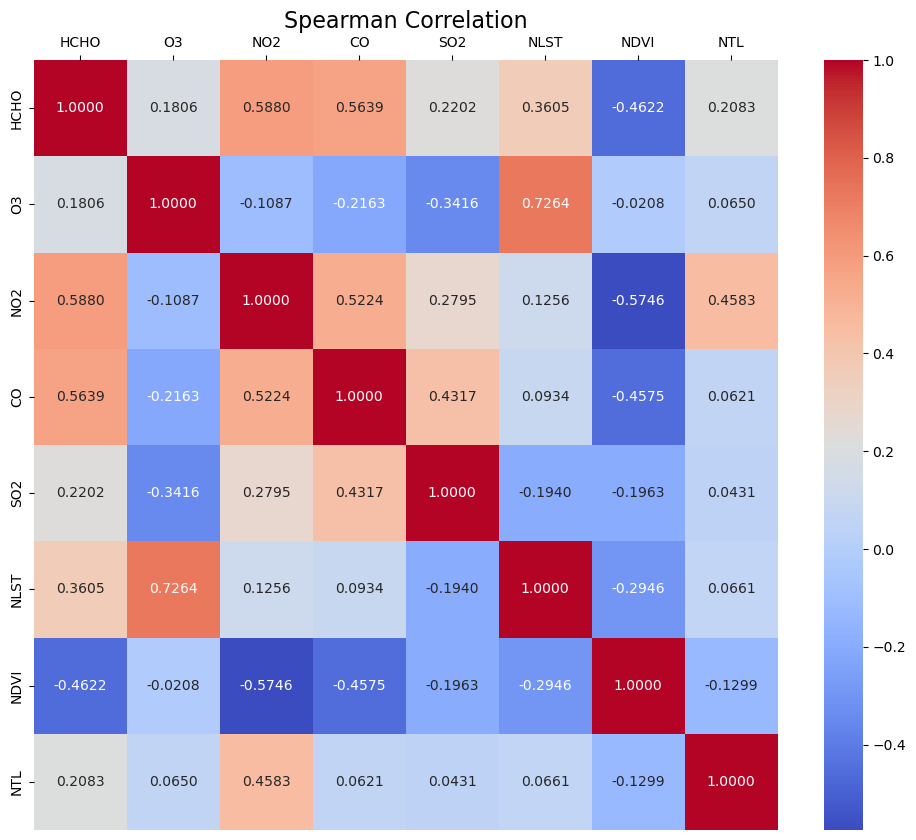 Spearman Correlation
HCHO O3 NO2 CO SO2 NLST NDVI NTL
HCHO 1.0000 0.1806 0.5880 0.5639 0.2202 0.3605 -0.4622 0.2083
O3 0.1806 1.0000 -0.1087 -0.2163 -0.3416 0.7264 -0.0208 0.0650
NO2 0.5880 -0.1087 1.0000 0.5224 0.2795 0.1256 -0.5746 0.4583
CO 0.5639 -0.2163 0.5224 1.0000 0.4317 0.0934 -0.4575 0.0621
SO2 0.2202 -0.3416 0.2795 0.4317 1.0000 -0.1940 -0.1963 0.0431
NLST 0.3605 0.7264 0.1256 0.0934 -0.1940 1.0000 -0.2946 0.0661
NDVI -0.4622 -0.0208 -0.5746 -0.4575 -0.1963 -0.2946 1.0000 -0.1299
NTL 0.2083 0.0650 0.4583 0.0621 0.0431 0.0661 -0.1299 1.0000
1.0
0.8
0.6
0.4
0.2
0.0
−0.2
−0.4